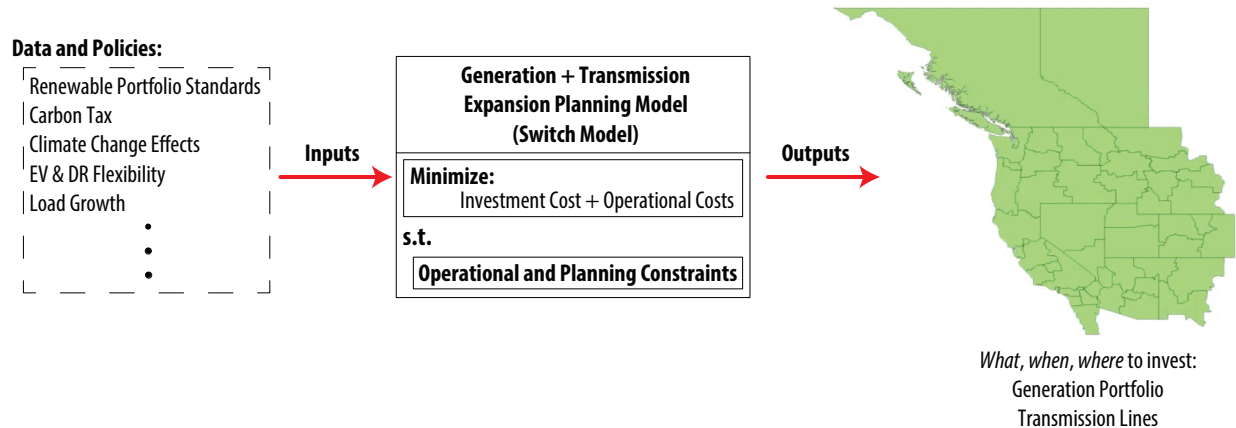 Data and Policies:
Renewable Portfolio Standards
Carbon Tax
Climate Change Effects
EV & DR Flexibility
Load Growth
Inputs
Generation + Transmission
Expansion Planning Model
(Switch Model)
Minimize:
Investment Cost + Operational Costs
s.t.
Operational and Planning Constraints
Outputs
What, when, where to invest:
Generation Portfolio
Transmission Lines